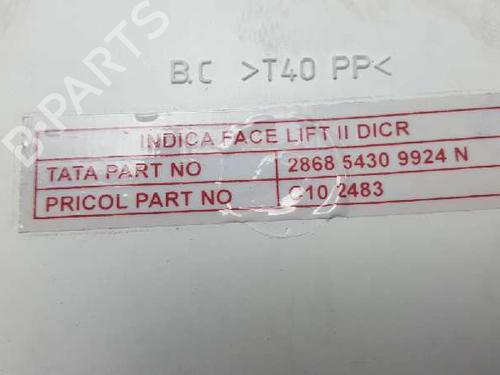 B.C >T40 PP<
INDICA FACE LIFT II DICR
TATA PART NO 2868 5430 9924 N
PRICOL PART NO C10 2483
B PARTS